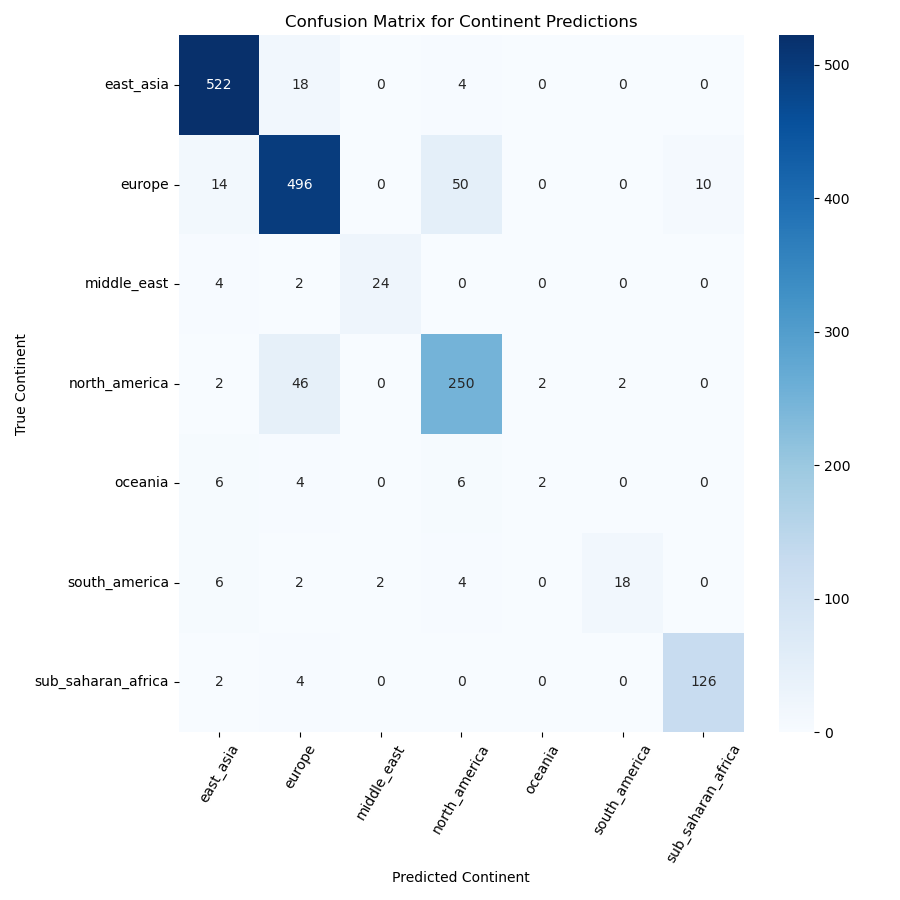 Confusion Matrix for Continent Predictions
east_asia 522 18 0 4 0 0 0
europe 14 496 0 50 0 0 10
middle_east 4 2 24 0 0 0 0
north_america 2 46 0 250 2 2 0
oceania 6 4 0 6 2 0 0
south_america 6 2 2 4 0 18 0
sub_saharan_africa 2 4 0 0 0 0 126
True Continent
east_asia europe middle_east north_america oceania south_america sub_saharan_africa
Predicted Continent
500
400
300
200
100
0